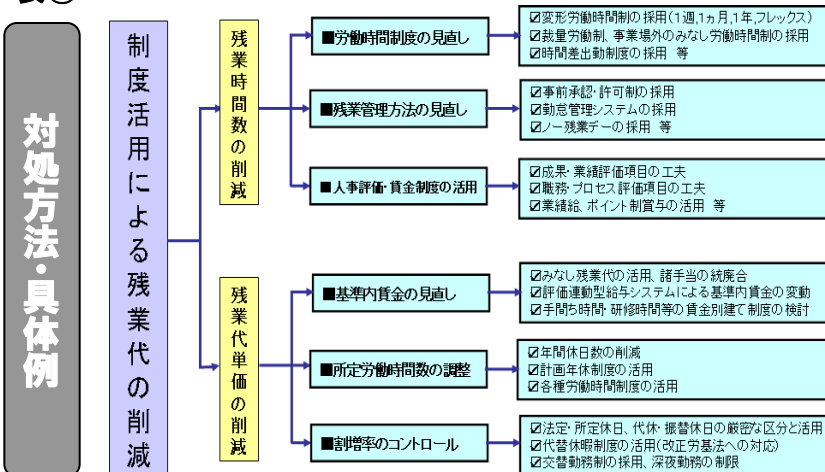 対処方法・具体例
制度活用による残業代の削減
残業時間数の削減
■労働時間制度の見直し
☑変形労働時間制の採用(1週,1ヵ月,1年,フレックス)
☑裁量労働制、事業場外のみなし労働時間制の採用
☑時間差出勤制度の採用 等
■残業管理方法の見直し
☑事前承認・許可制の採用
☑勤怠管理システムの採用
☑ノー残業デーの採用 等
■人事評価・賃金制度の活用
☑成果・業績評価項目の工夫
☑職務・プロセス評価項目の工夫
☑業績給、ポイント制賞与の活用 等
残業代単価の削減
■基準内賃金の見直し
☑みなし残業代の活用、諸手当の統廃合
☑評価連動型給与システムによる基準内賃金の変動
☑手間ち時間・研修時間等の賃金別建て制度の検討
■所定労働時間数の調整
☑年間休日数の削減
☑計画年休制度の活用
☑各種労働時間制度の活用
■割増率のコントロール
☑法定・所定休日、代休・振替休日の厳密な区分と活用
☑代替休暇制度の活用(改正労基法への対応)
☑交替勤務制の採用、深夜勤務の制限